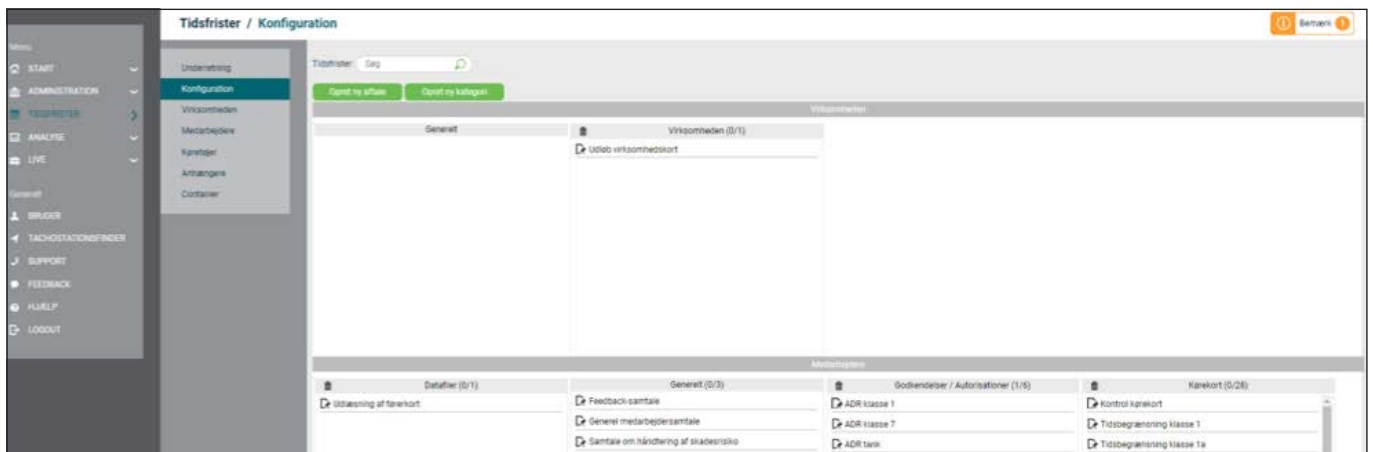 Tidsfrister / Konfiguration
Bemærk 1
Menu
START
ADMINISTRATION
TIDSFRISTER
ANALYSE
LIVE
Generelt
BRUGER
TACHOSTATIONSFINDER
SUPPORT
FEEDBACK
HJÆLP
LOGOUT
Underretning
Konfiguration
Virksomheden
Medarbejdere
Køretøjer
Anhængere
Container
Tidsfrister: Søg
Opret ny aftale
Opret ny kategori
Virksomheden
Generelt
Virksomheden (0/1)
Udløb virksomhedskort
Medarbejdere
Datafiler (0/1)
Udlæsning af førerkort
Generelt (0/3)
Feedback-samtale
Generel medarbejdersamtale
Samtale om håndtering af skadesrisiko
Godkendelser / Autorisationer (1/6)
ADR klasse 1
ADR klasse 7
ADR tank
Kørekort (0/28)
Kontrol kørekort
Tidsbegrænsning klasse 1
Tidsbegrænsning klasse 1a